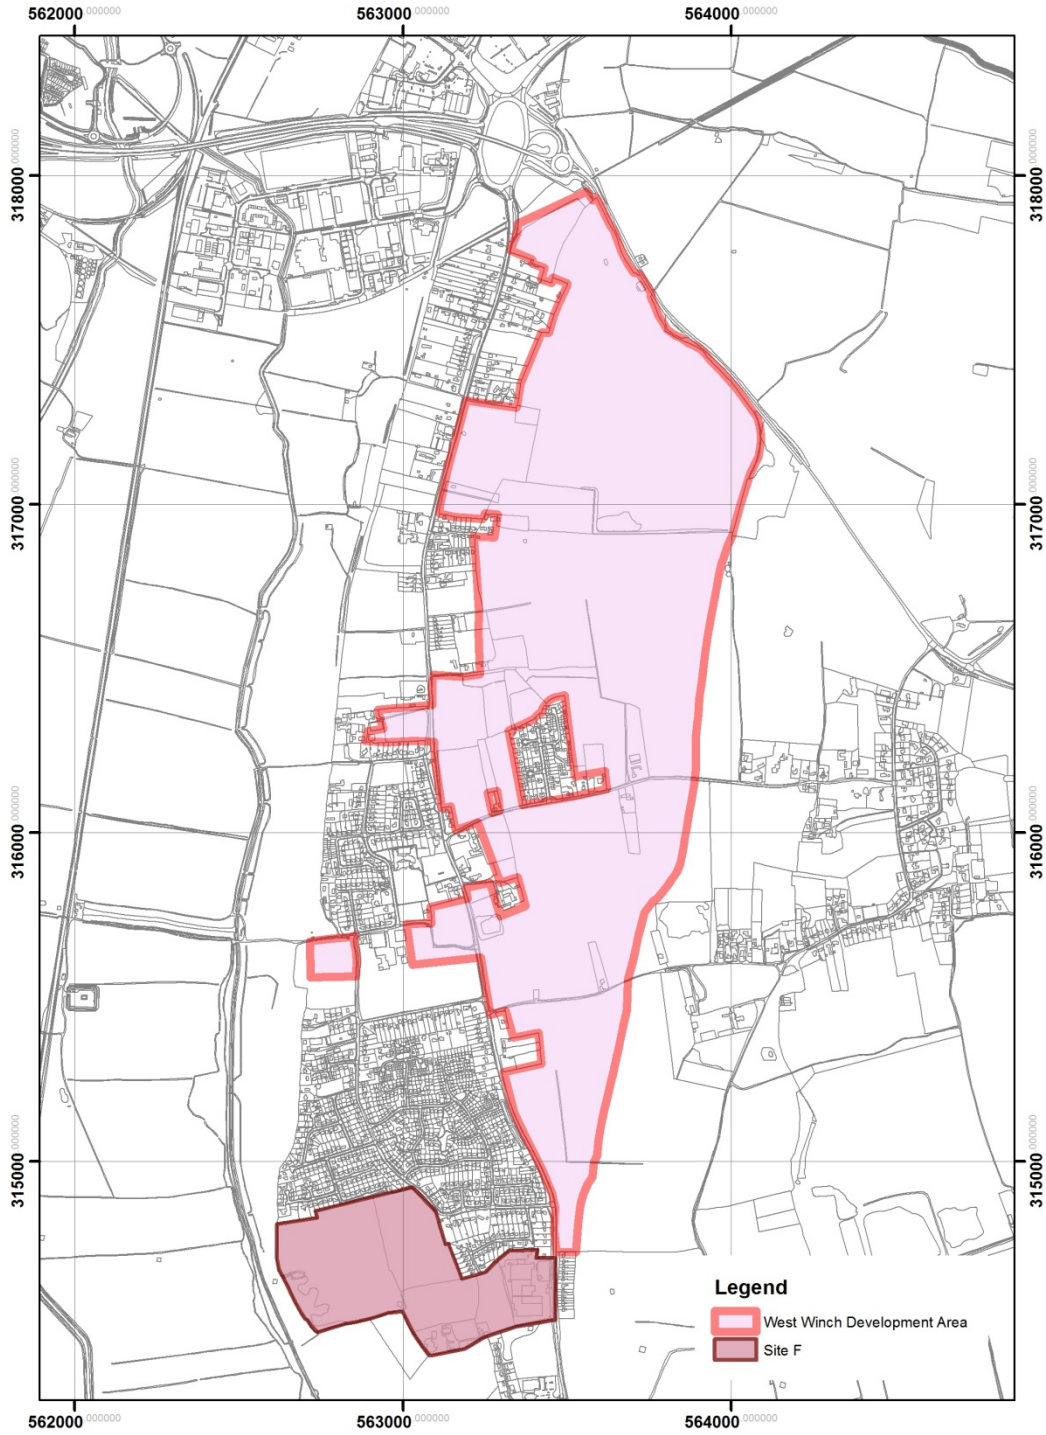 562000.000000 563000.000000 564000.000000
318000.000000 318000.000000
317000.000000 317000.000000
316000.000000 316000.000000
315000.000000 315000.000000
Legend
West Winch Development Area
Site F
562000.000000 563000.000000 564000.000000